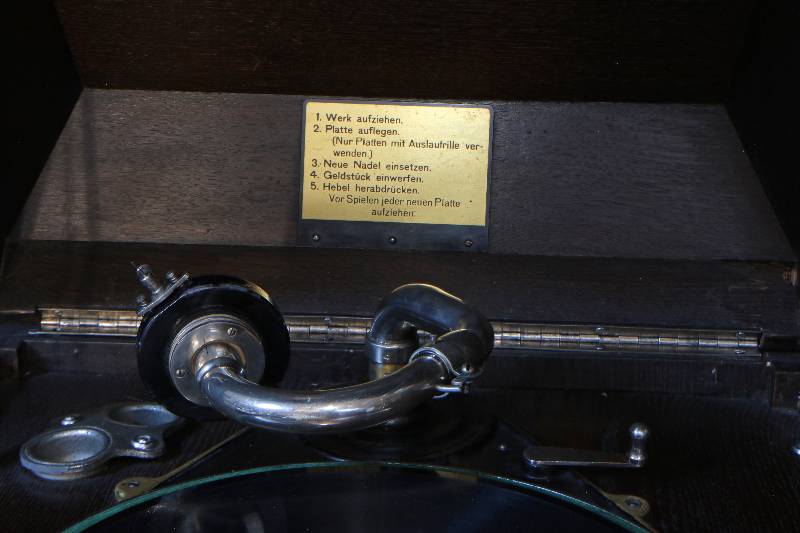 1. Werk aufziehen.
2. Platte auflegen.
(Nur Platten mit Auslaufrille ver-
wenden.)
3. Neue Nadel einsetzen.
4. Geldstück einwerfen.
5. Hebel herabdrücken.
Vor Spielen jeder neuen Platte
aufziehen.